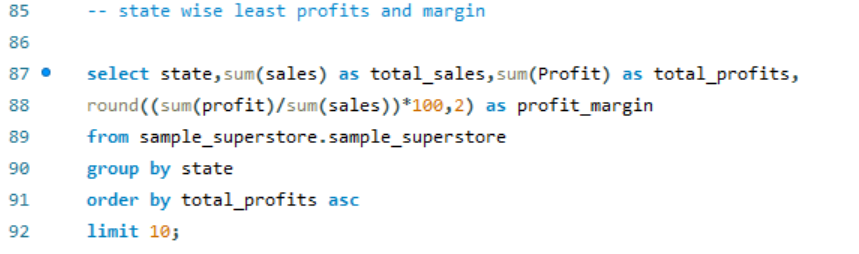 85 -- state wise least profits and margin
86
87 select state,sum(sales) as total_sales,sum(Profit) as total_profits,
88 round((sum(profit)/sum(sales))*100,2) as profit_margin
89 from sample_superstore.sample_superstore
90 group by state
91 order by total_profits asc
92 limit 10;